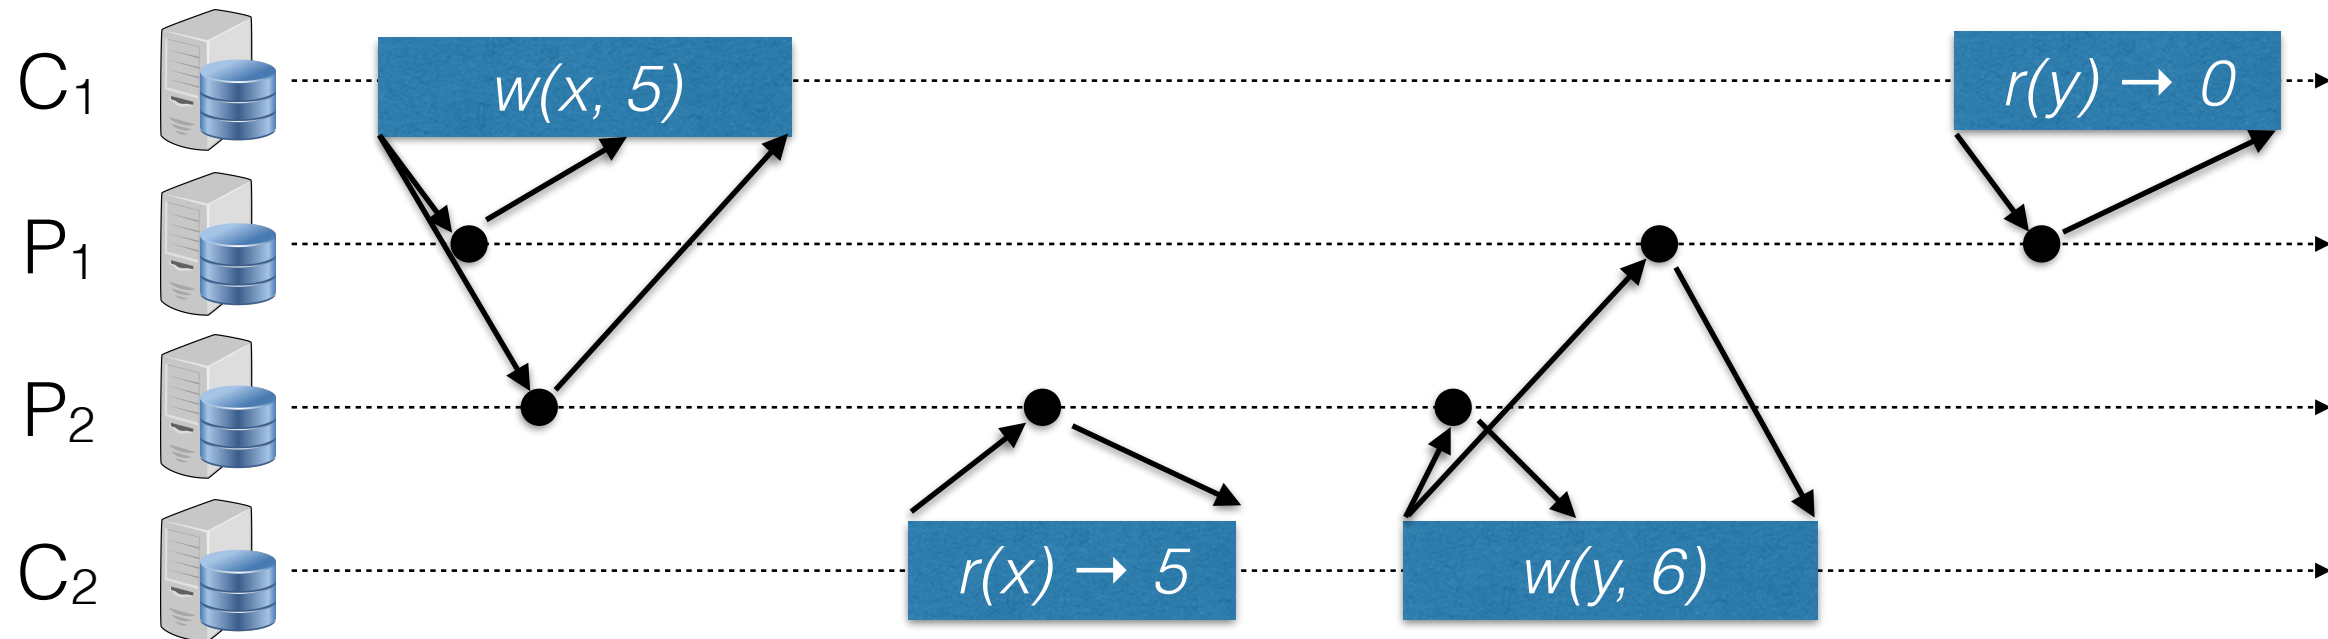 C₁ w(x, 5) r(y) → 0
P₁
P₂
C₂ r(x) → 5 w(y, 6)